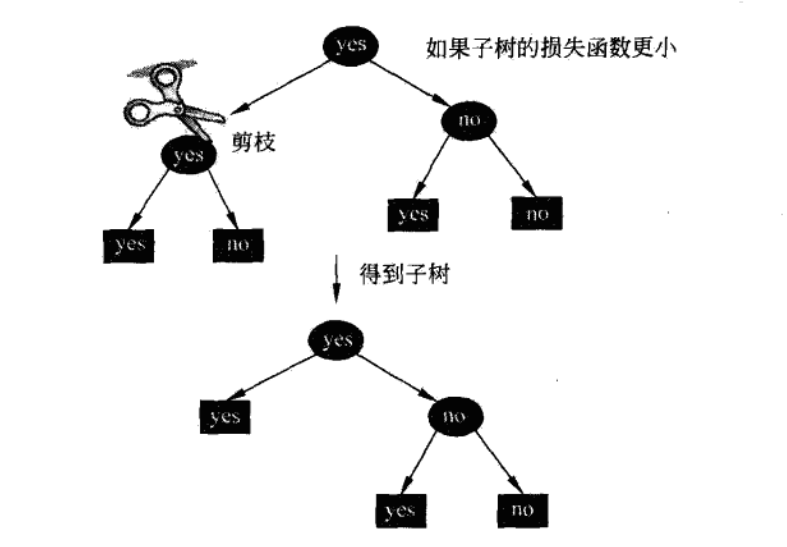 yes
如果子树的损失函数更小
no
剪枝
yes
yes
no
yes
no
得到子树
yes
yes
no
yes
no